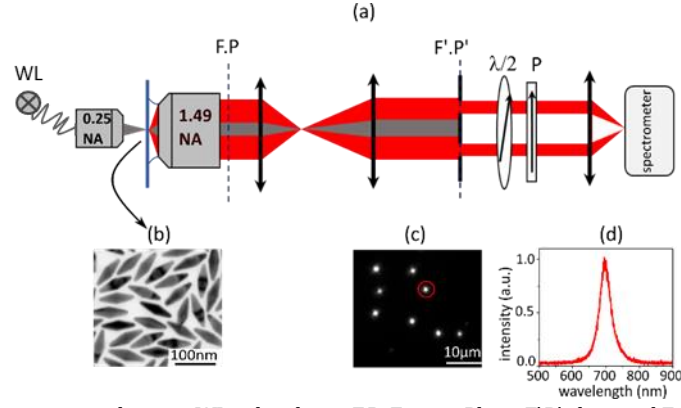 (a)
F.P
F'.P'
λ/2
P
WL
0.25
NA
1.49
NA
spectrometer
(b)
(c)
(d)
100nm
10μm
intensity (a.u.)
1.0
0.5
0.0
500 600 700 800 900
wavelength (nm)